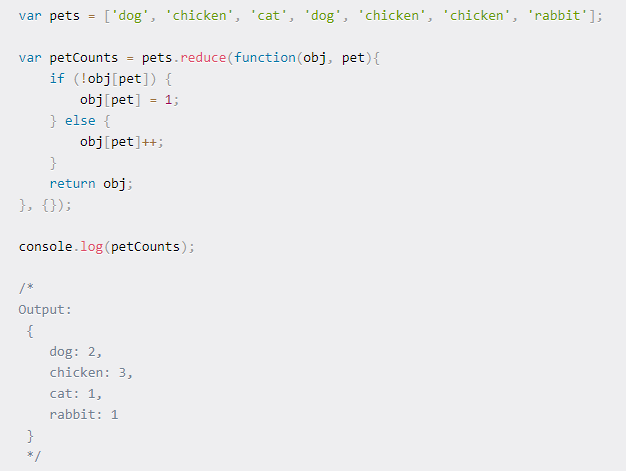 var pets = ['dog', 'chicken', 'cat', 'dog', 'chicken', 'chicken', 'rabbit'];

var petCounts = pets.reduce(function(obj, pet){
    if (!obj[pet]) {
        obj[pet] = 1;
    } else {
        obj[pet]++;
    }
    return obj;
}, {});

console.log(petCounts);

/*
Output:
 {
    dog: 2,
    chicken: 3,
    cat: 1,
    rabbit: 1
 }
 */